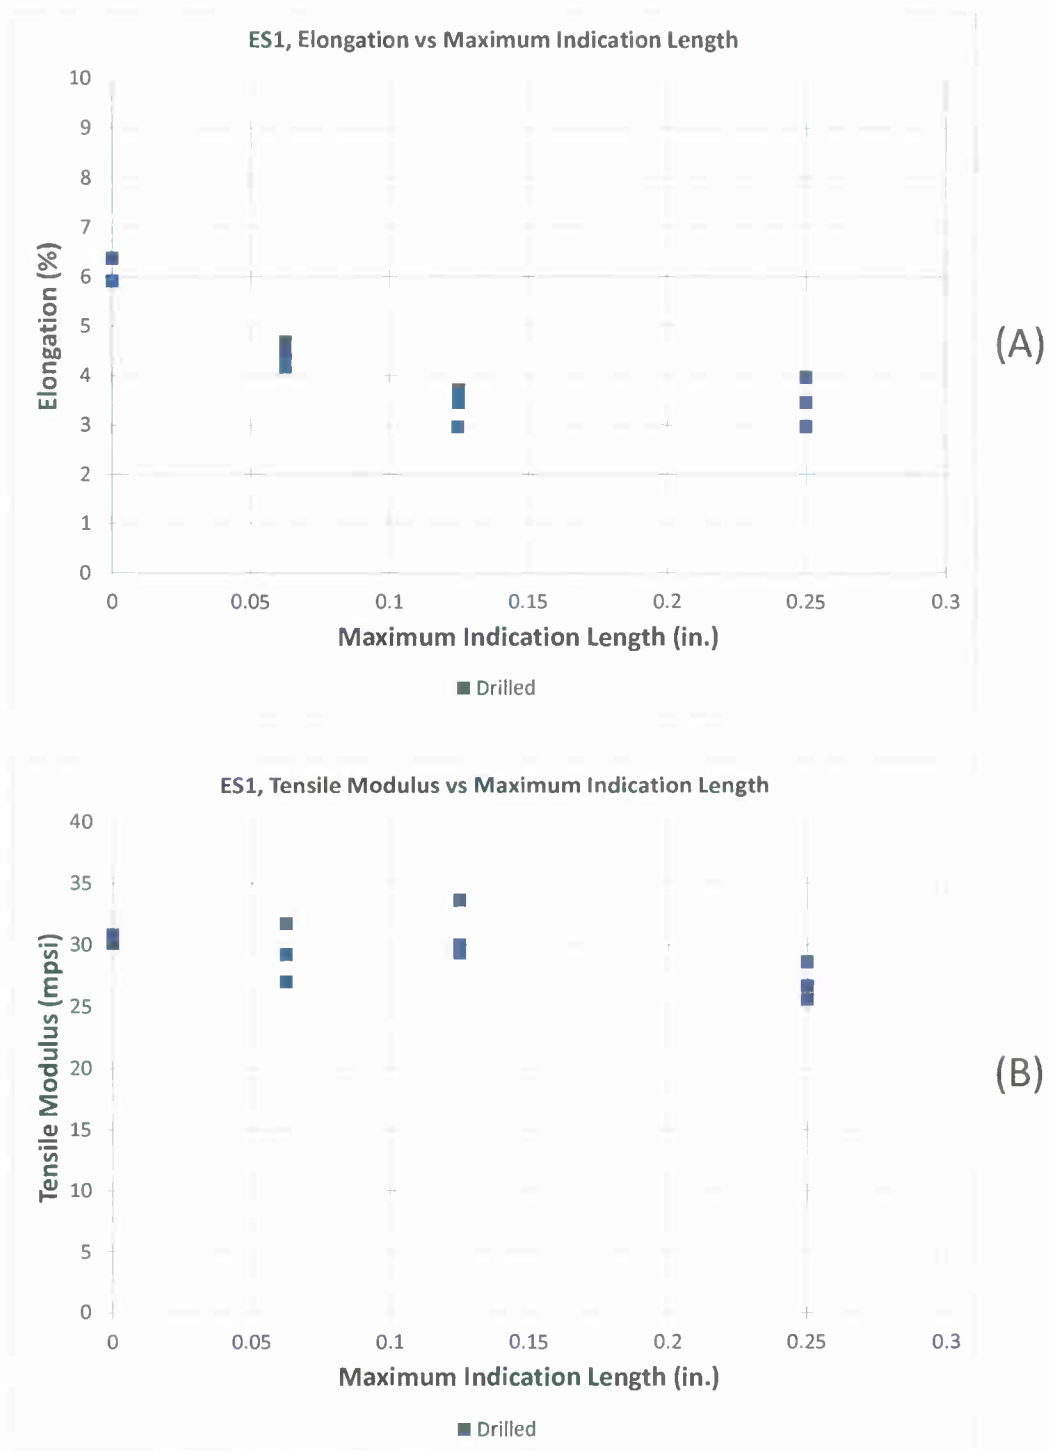 ES1, Elongation vs Maximum Indication Length
10
9
8
7
6
5
4
3
2
1
0
Elongation (%)
0 0.05 0.1 0.15 0.2 0.25 0.3
Maximum Indication Length (in.)
Drilled
(A)
ES1, Tensile Modulus vs Maximum Indication Length
40
35
30
25
20
15
10
5
0
Tensile Modulus (mpsi)
0 0.05 0.1 0.15 0.2 0.25 0.3
Maximum Indication Length (in.)
Drilled
(B)